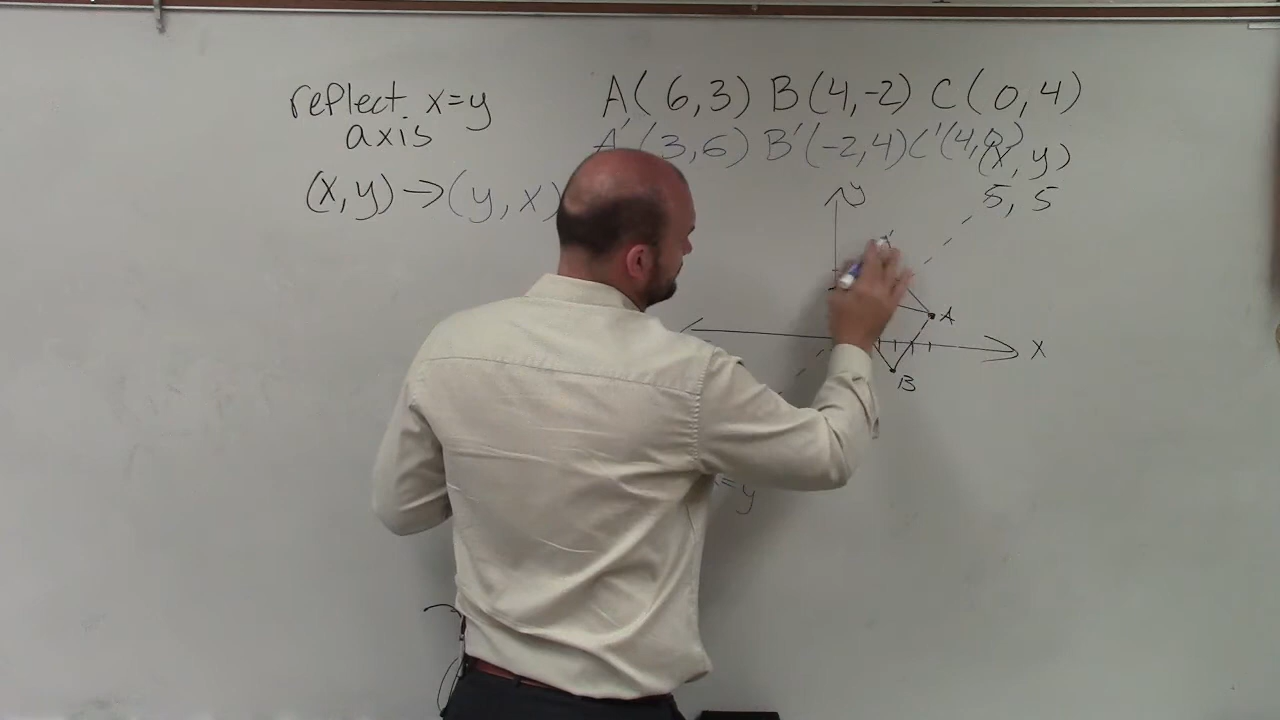 reflect x=y
axis
(x,y)→(y,x)
A(6,3) B(4,-2) C(0,4)
A'(3,6) B'(-2,4) C'(4,0)
(x,y)
5, 5
y
A
x
B
=y